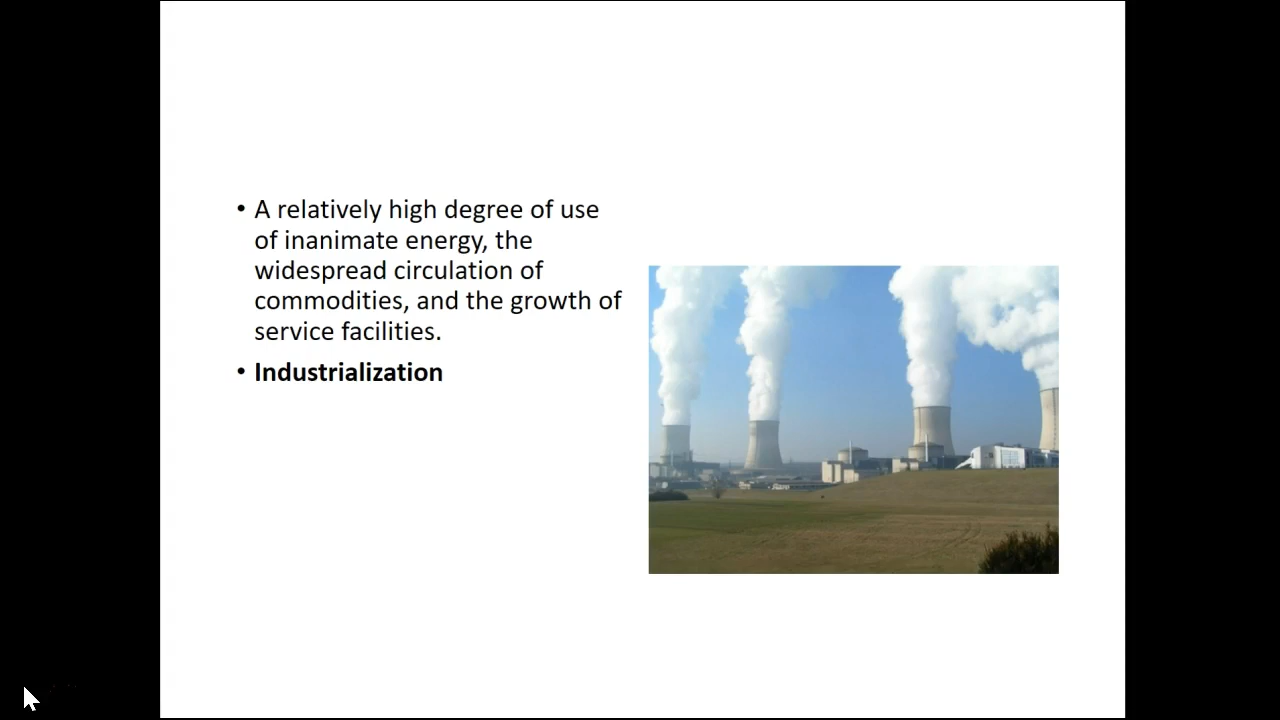 • A relatively high degree of use
of inanimate energy, the
widespread circulation of
commodities, and the growth of
service facilities.
• Industrialization